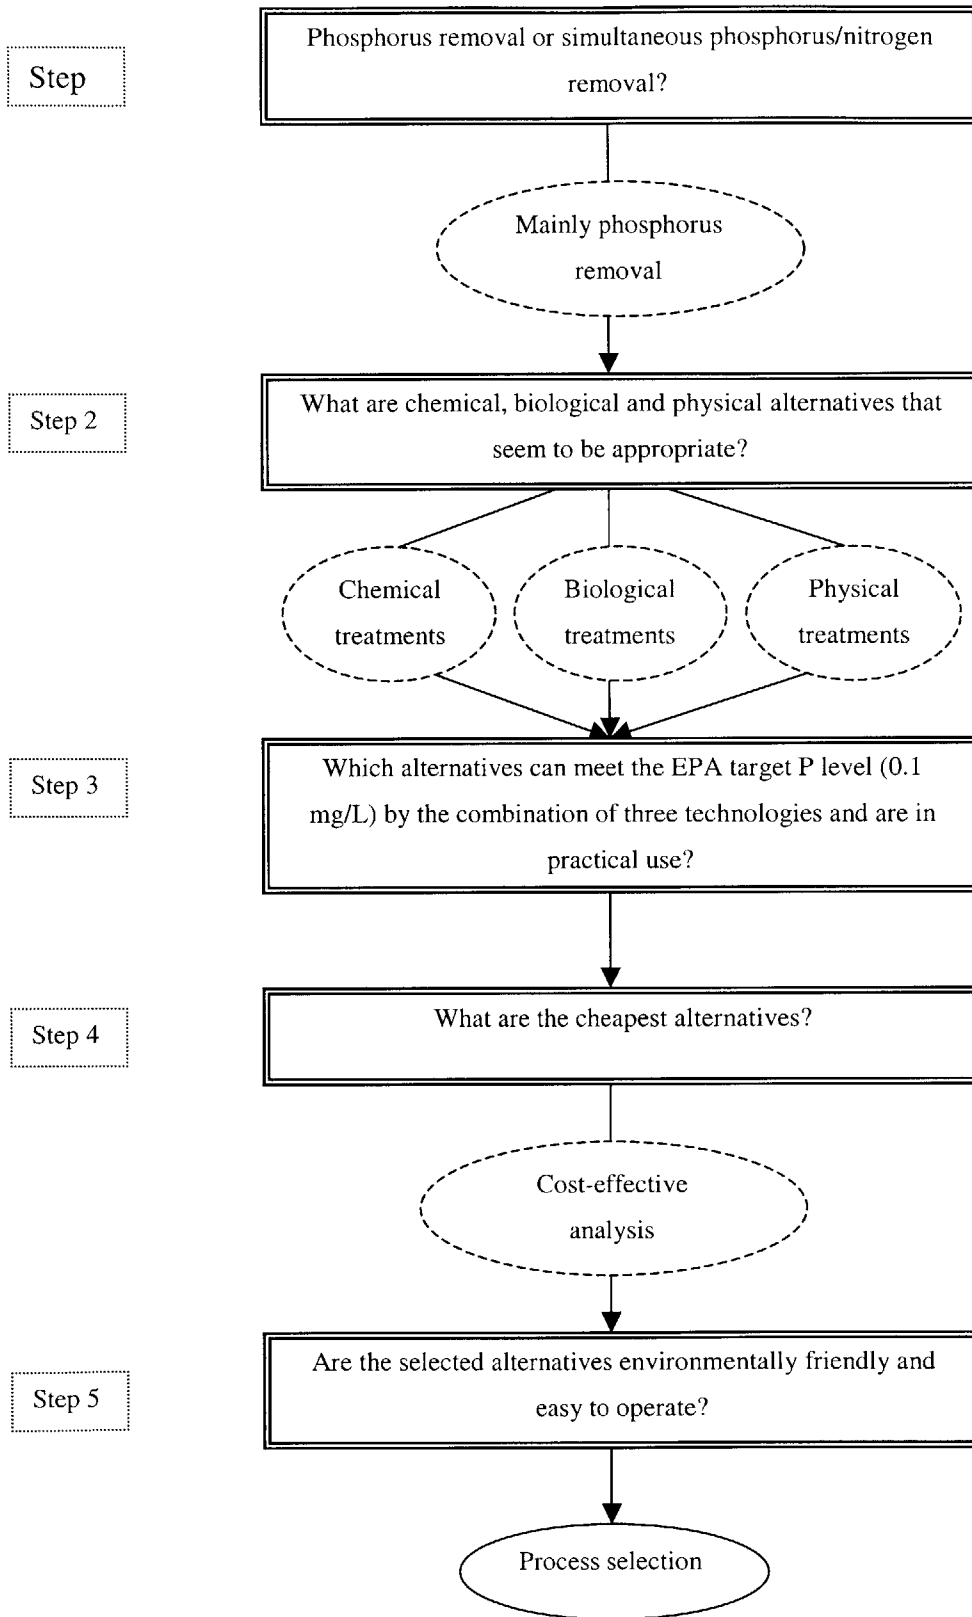 Step
Phosphorus removal or simultaneous phosphorus/nitrogen
removal?
Mainly phosphorus
removal
Step 2
What are chemical, biological and physical alternatives that
seem to be appropriate?
Chemical
treatments
Biological
treatments
Physical
treatments
Step 3
Which alternatives can meet the EPA target P level (0.1
mg/L) by the combination of three technologies and are in
practical use?
Step 4
What are the cheapest alternatives?
Cost-effective
analysis
Step 5
Are the selected alternatives environmentally friendly and
easy to operate?
Process selection